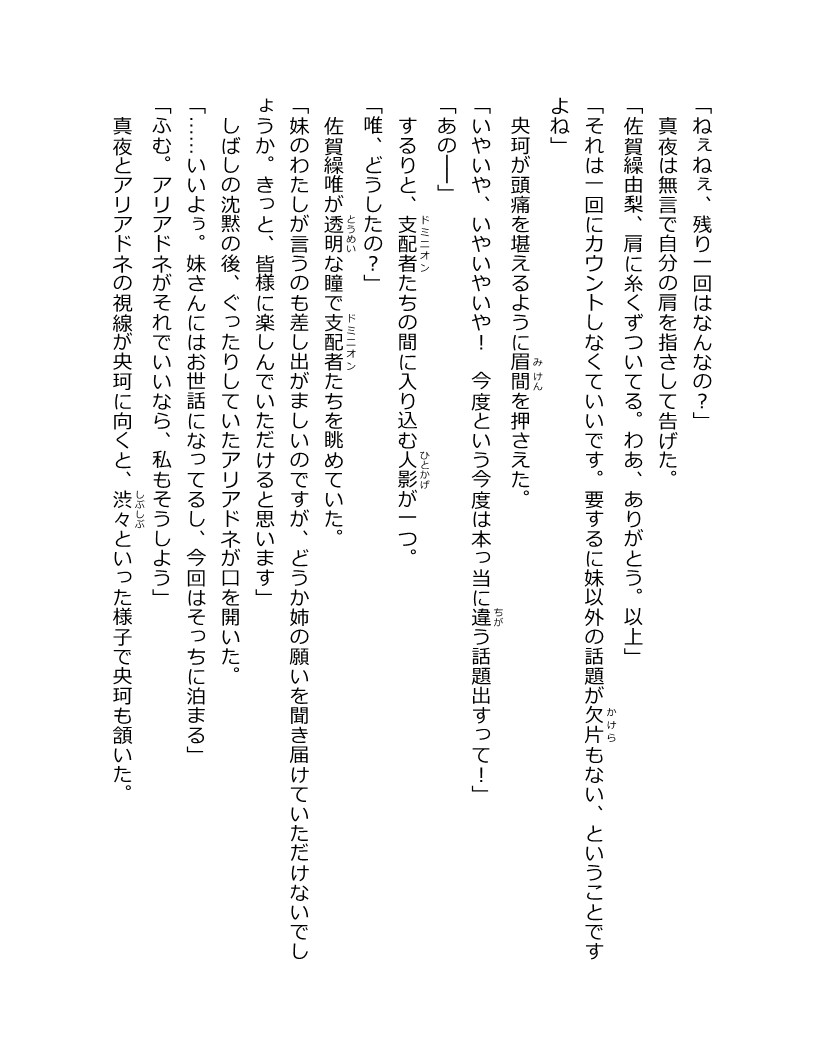 「ねぇねぇ、残り一回はなんなの？」
真夜は無言で自分の肩を指さして告げた。
「佐賀繰由梨、肩に糸くずついてる。わあ、ありがとう。以上」
「それは一回にカウントしなくていいです。要するに妹以外の話題が欠片もない、ということです
よね」
央珂が頭痛を堪えるように眉間を押さえた。
「いやいや、いやいやいや！　今度という今度は本っ当に違う話題出すって！」
「あの――」
するりと、支配者たちの間に入り込む人影が一つ。
「唯、どうしたの？」
佐賀繰唯が透明な瞳で支配者たちを眺めていた。
「妹のわたしが言うのも差し出がましいのですが、どうか姉の願いを聞き届けていただけないでし
ょうか。きっと、皆様に楽しんでいただけると思います」
しばしの沈黙の後、ぐったりしていたアリアドネが口を開いた。
「……いいよぅ。妹さんにはお世話になってるし、今回はそっちに泊まる」
「ふむ。アリアドネがそれでいいなら、私もそうしよう」
真夜とアリアドネの視線が央珂に向くと、渋々といった様子で央珂も頷いた。